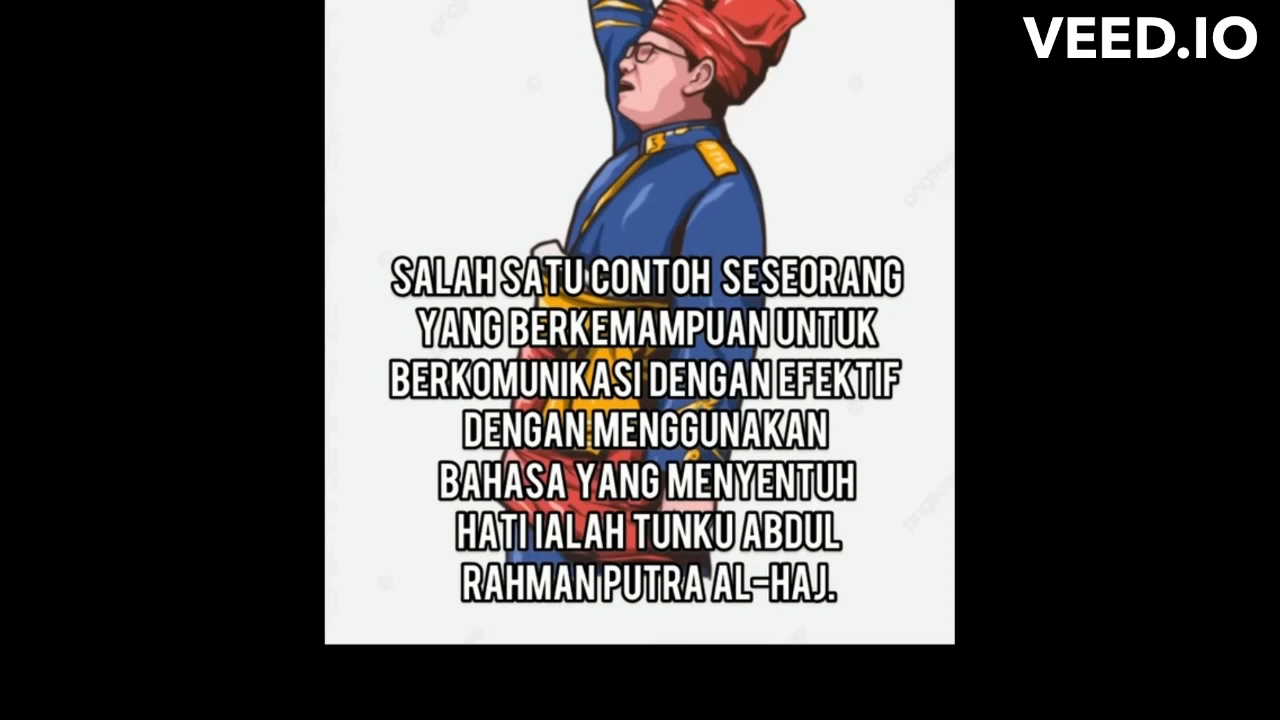 VEED.IO
SALAH SATU CONTOH SESEORANG
YANG BERKEMAMPUAN UNTUK
BERKOMUNIKASI DENGAN EFEKTIF
DENGAN MENGGUNAKAN
BAHASA YANG MENYENTUH
HATI IALAH TUNKU ABDUL
RAHMAN PUTRA AL-HAJ.